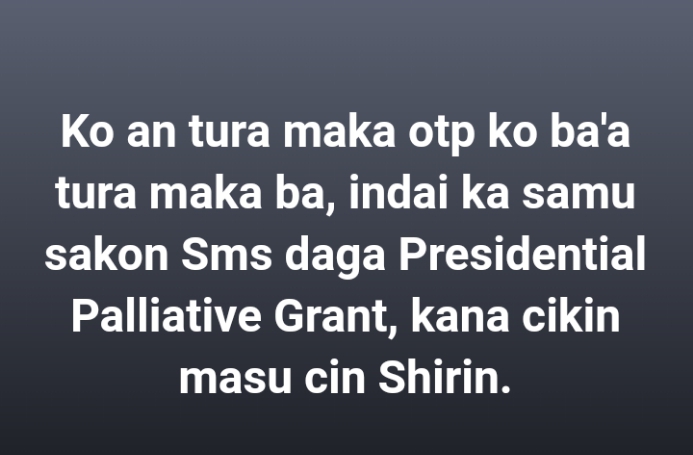 Ko an tura maka otp ko ba'a
tura maka ba, indai ka samu
sakon Sms daga Presidential
Palliative Grant, kana cikin
masu cin Shirin.